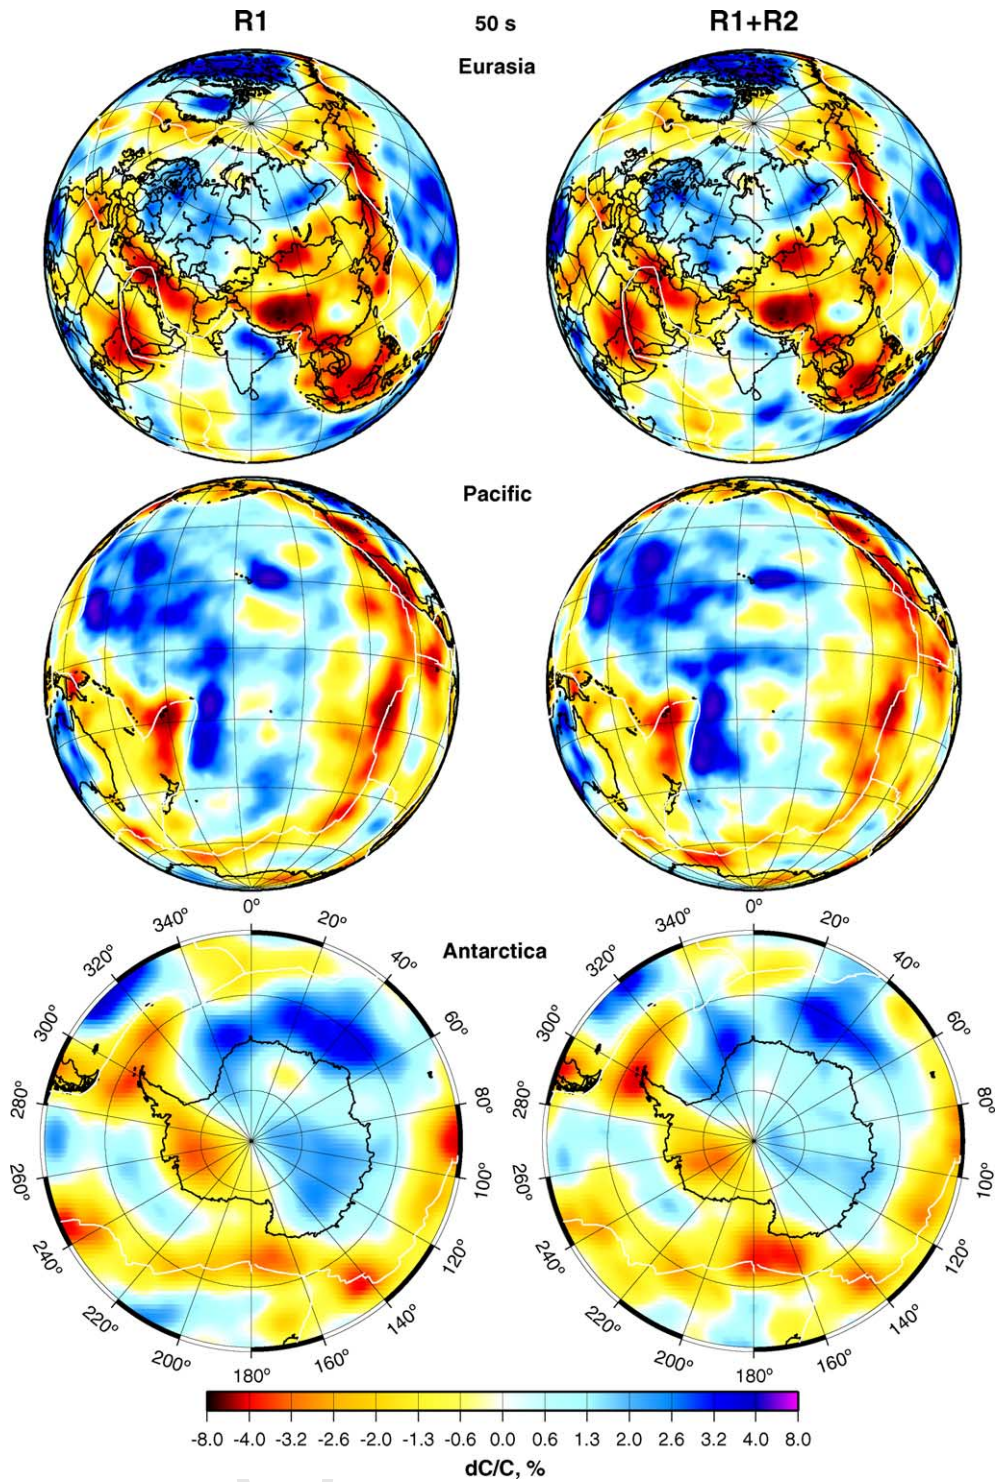 R1 50 s R1+R2
Eurasia
Pacific
0° 0°
340° 20° 340° 20°
Antarctica
320° 40° 320° 40°
300° 60° 300° 60°
280° 80° 280° 80°
260° 100° 260° 100°
240° 120° 240° 120°
220° 140° 220° 140°
200° 160° 200° 160°
180° 180°
-8.0 -4.0 -3.2 -2.6 -2.0 -1.3 -0.6 0.0 0.6 1.3 2.0 2.6 3.2 4.0 8.0
dC/C, %